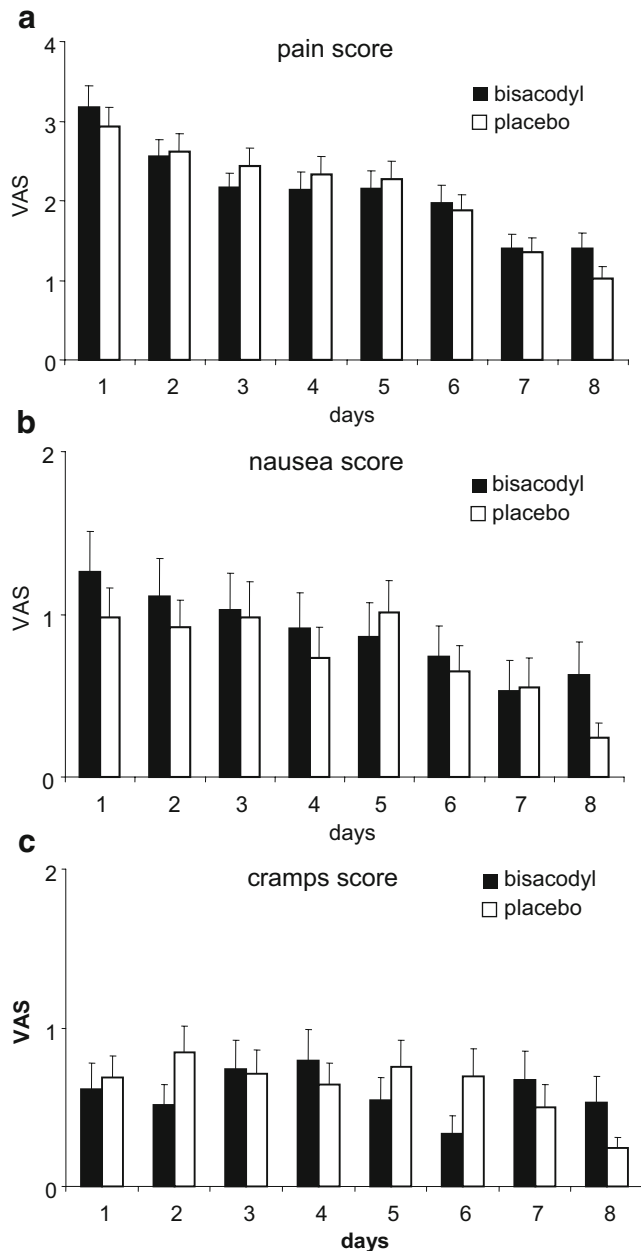 a
pain score
4
bisacodyl
placebo
3
VAS
2
1
0
1 2 3 4 5 6 7 8
days
b
2
nausea score
bisacodyl
placebo
VAS
1
0
1 2 3 4 5 6 7 8
days
c
2
cramps score
bisacodyl
placebo
VAS
1
0
1 2 3 4 5 6 7 8
days